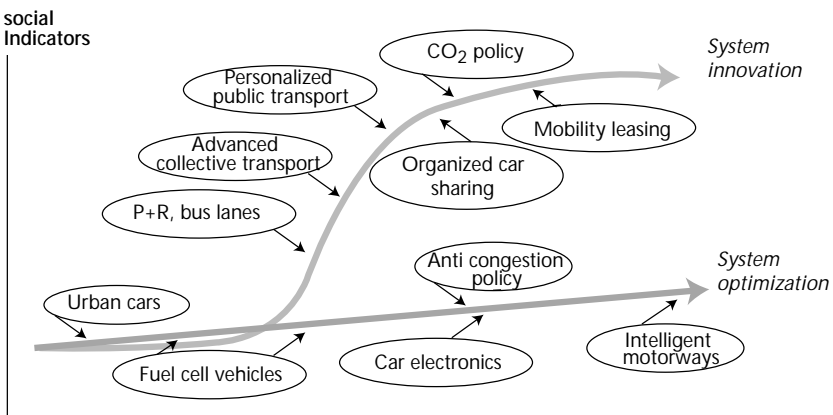 social
Indicators
CO₂ policy
System
innovation
Personalized
public transport
Mobility leasing
Advanced
collective transport
Organized car
sharing
P+R, bus lanes
Anti congestion
policy
System
optimization
Urban cars
Intelligent
motorways
Car electronics
Fuel cell vehicles